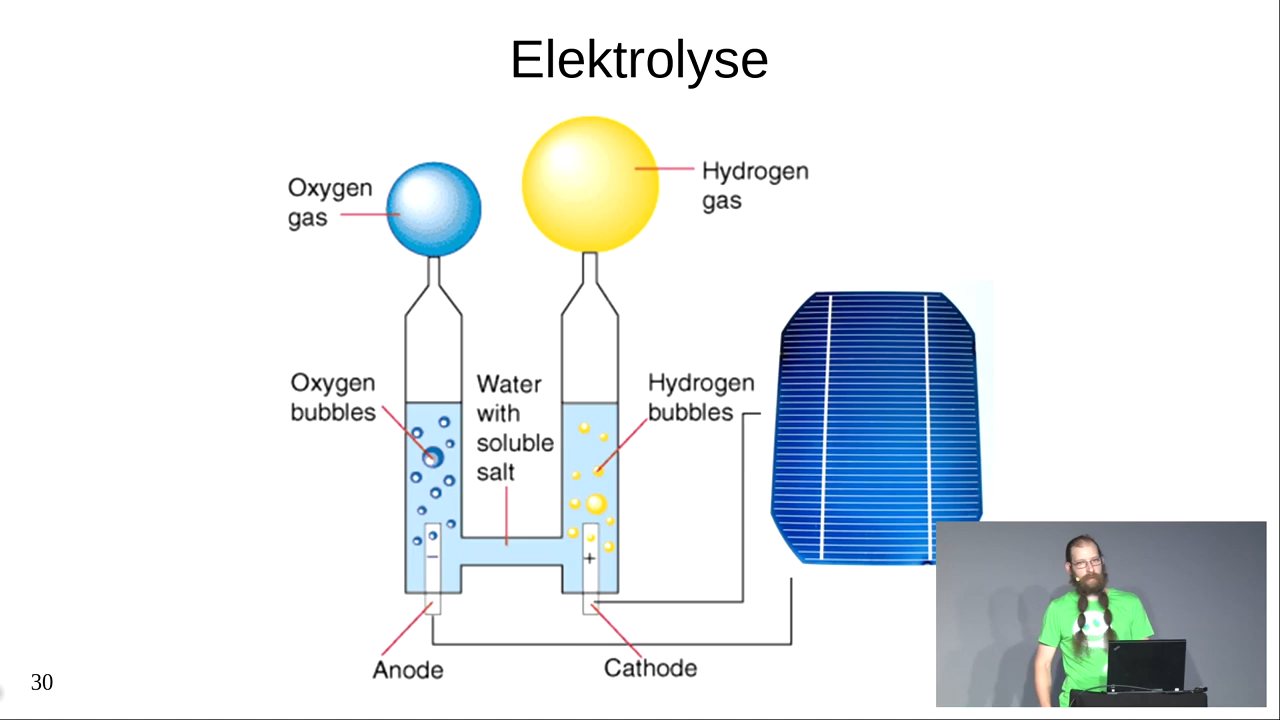 Elektrolyse
Oxygen
gas
Hydrogen
gas
Oxygen
bubbles
Water
with
soluble
salt
Hydrogen
bubbles
−
+
Anode
Cathode
30